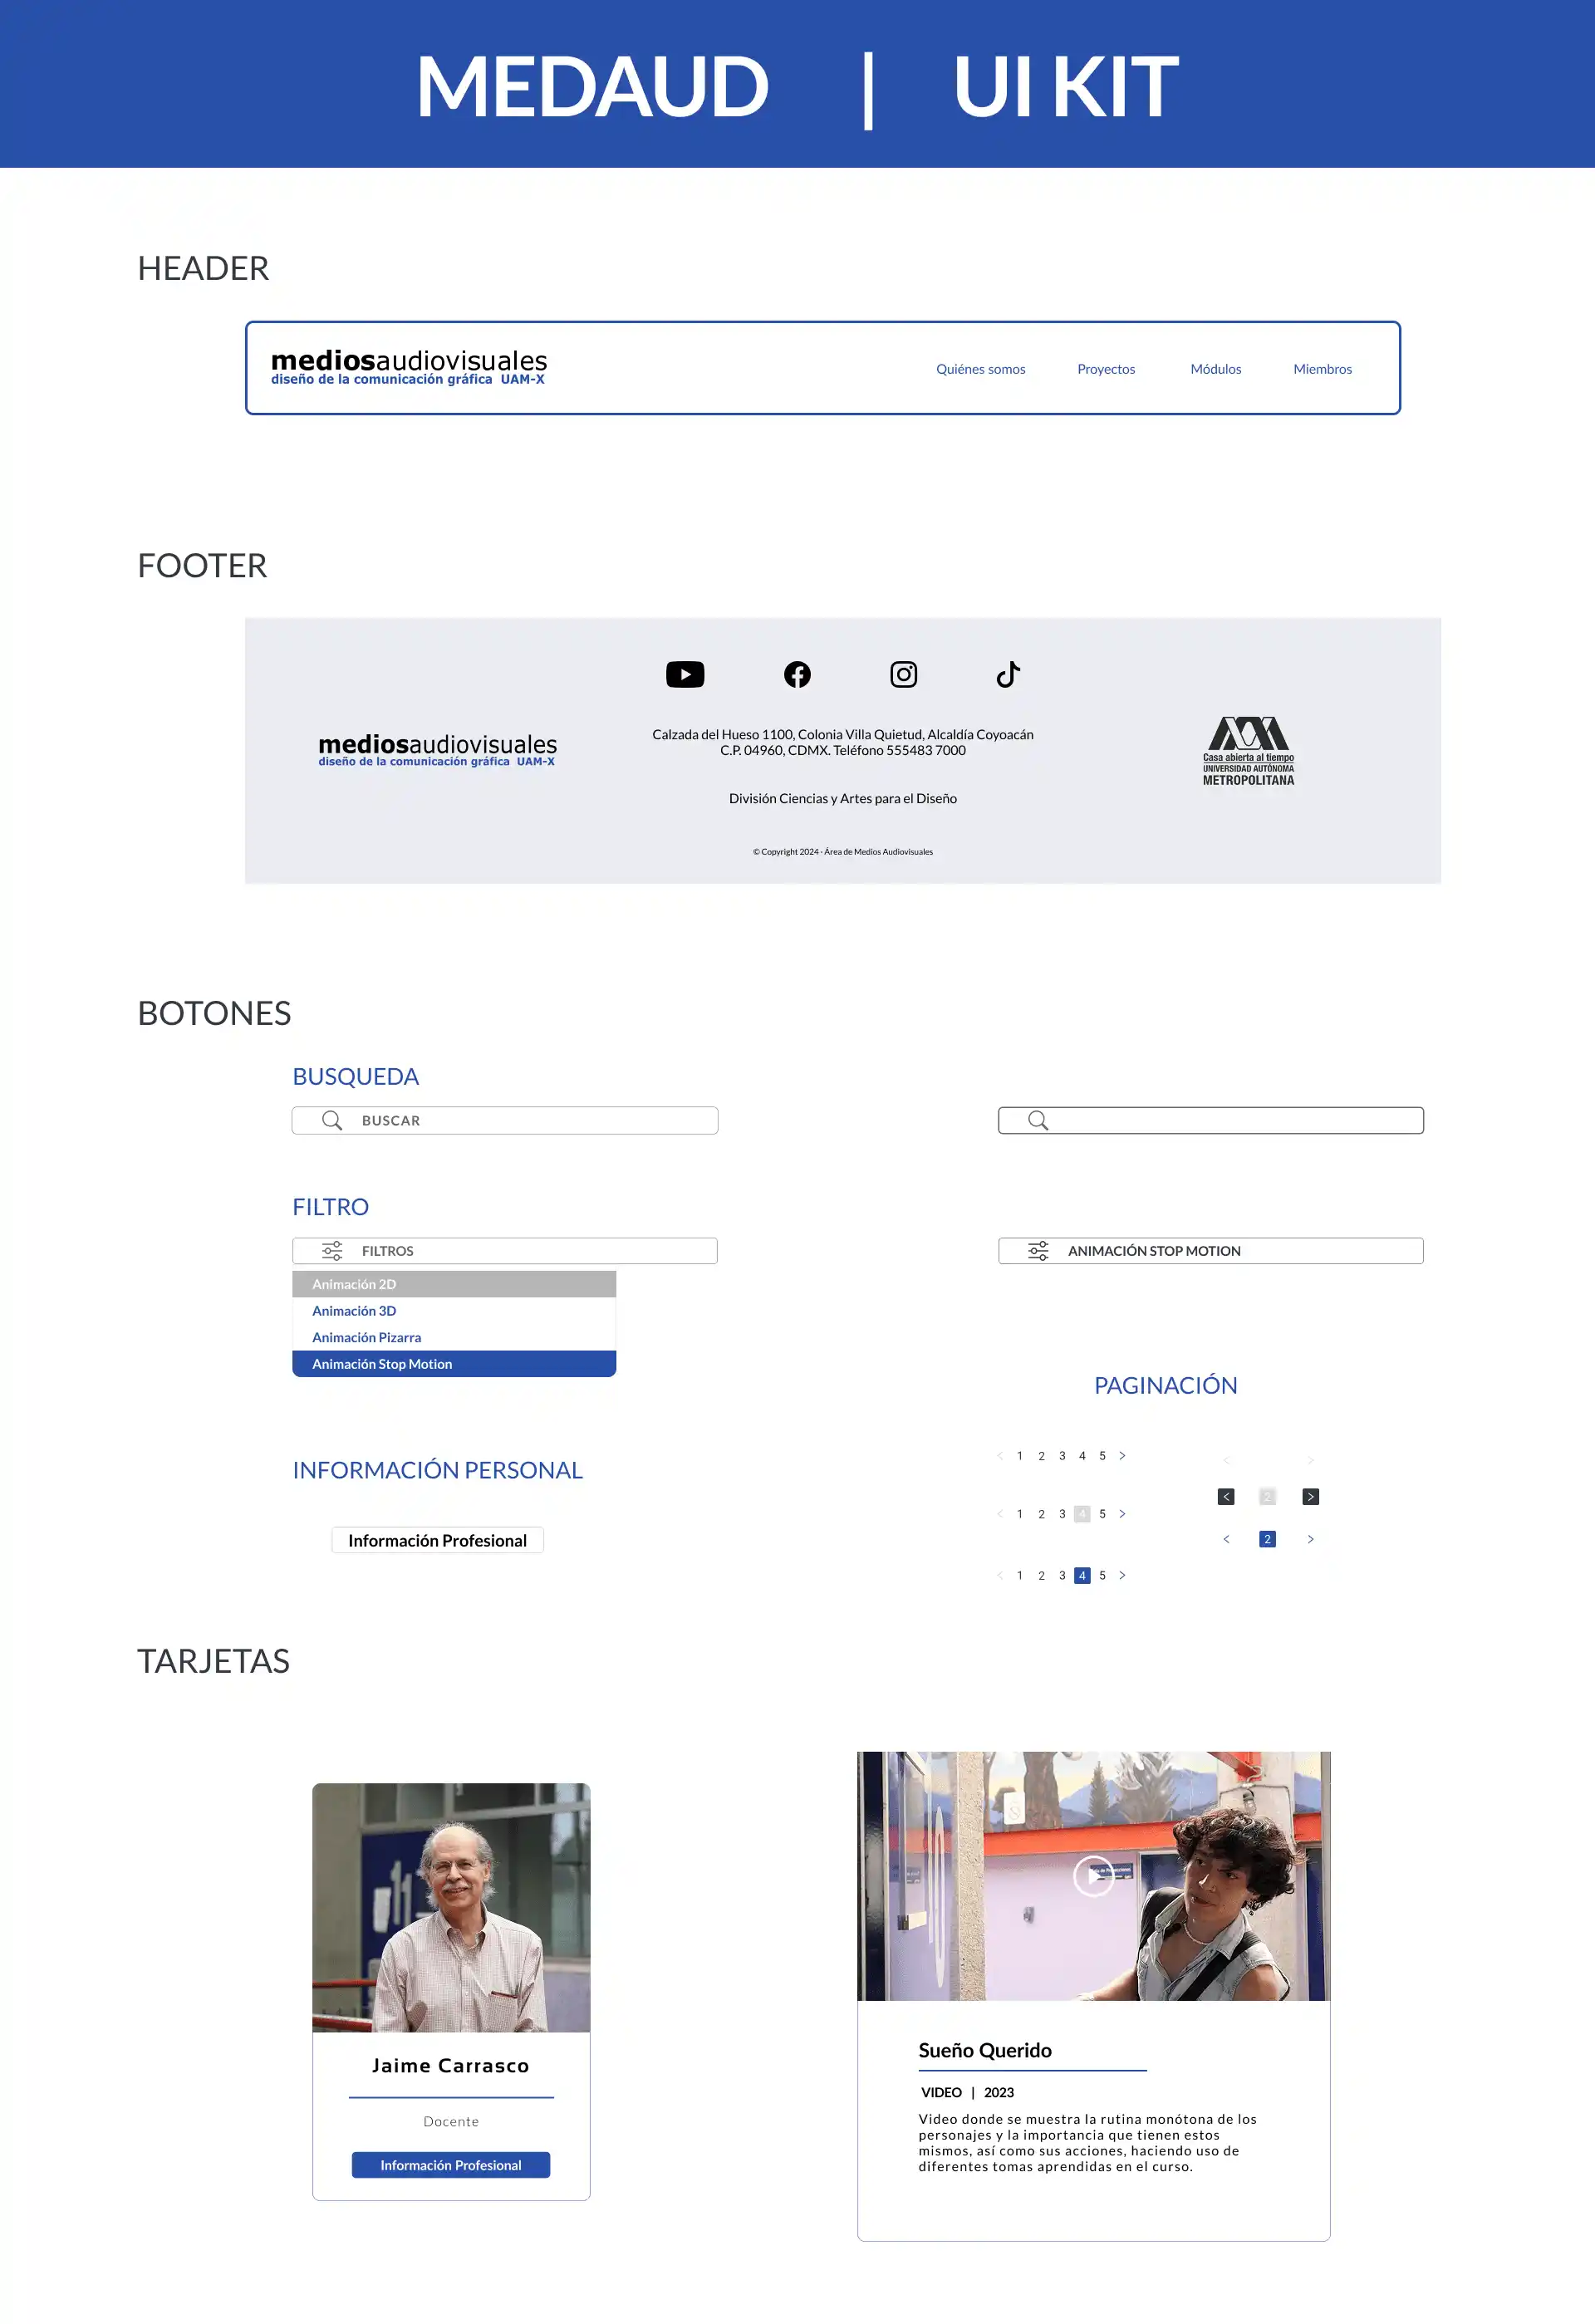 MEDAUD | UI KIT
HEADER
mediosaudiovisuales
diseño de la comunicación gráfica UAM-X
Quiénes somos
Proyectos
Módulos
Miembros
FOOTER
mediosaudiovisuales
diseño de la comunicación gráfica UAM-X
Calzada del Hueso 1100, Colonia Villa Quietud, Alcaldía Coyoacán
C.P. 04960, CDMX. Teléfono 555483 7000
División Ciencias y Artes para el Diseño
© Copyright 2024 - Área de Medios Audiovisuales
Casa abierta al tiempo
UNIVERSIDAD AUTÓNOMA
METROPOLITANA
BOTONES
BUSQUEDA
BUSCAR
FILTRO
FILTROS
Animación 2D
Animación 3D
Animación Pizarra
Animación Stop Motion
ANIMACIÓN STOP MOTION
INFORMACIÓN PERSONAL
Información Profesional
PAGINACIÓN
< 1 2 3 4 5 >
< 1 2 3 4 5 >
< 1 2 3 4 5 >
< >
< 2 >
< 2 >
TARJETAS
Jaime Carrasco
Docente
Información Profesional
Sueño Querido
VIDEO | 2023
Video donde se muestra la rutina monótona de los
personajes y la importancia que tienen estos
mismos, así como sus acciones, haciendo uso de
diferentes tomas aprendidas en el curso.